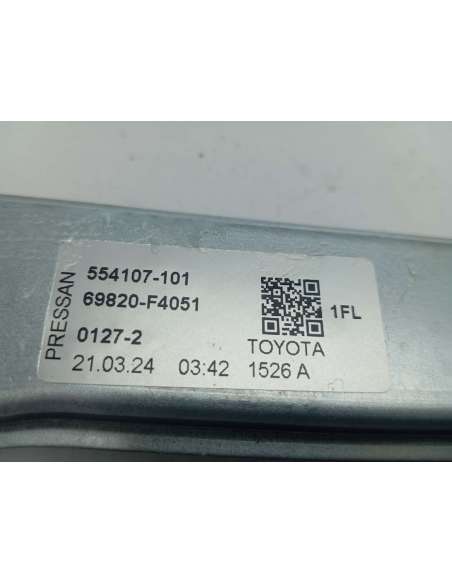 PRESSAN
554107-101
69820-F4051
1FL
0127-2
TOYOTA
21.03.24 03:42 1526 A